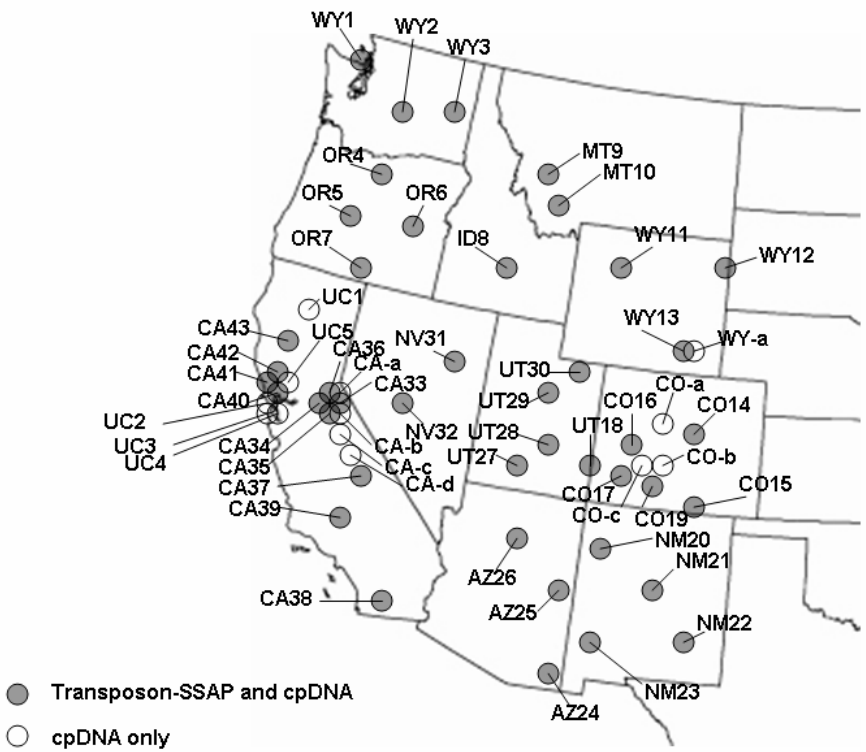 WY1
WY2
WY3
OR4
MT9
MT10
OR5
OR6
OR7
ID8
WY11
WY12
UC1
CA43
UC5
CA36
NV31
WY13
WY-a
CA42
CA-a
CA41
CA33
UT30
CO-a
CA40
UT29
CO16
CO14
UC2
NV32
UT28
UT18
UC3
CA34
CA-b
UC4
CA35
CA-c
UT27
CO-b
CA37
CA-d
CO17
CO15
CA39
CO-c
CO19
NM20
AZ26
NM21
CA38
AZ25
NM22
NM23
AZ24
Transposon-SSAP and cpDNA
cpDNA only